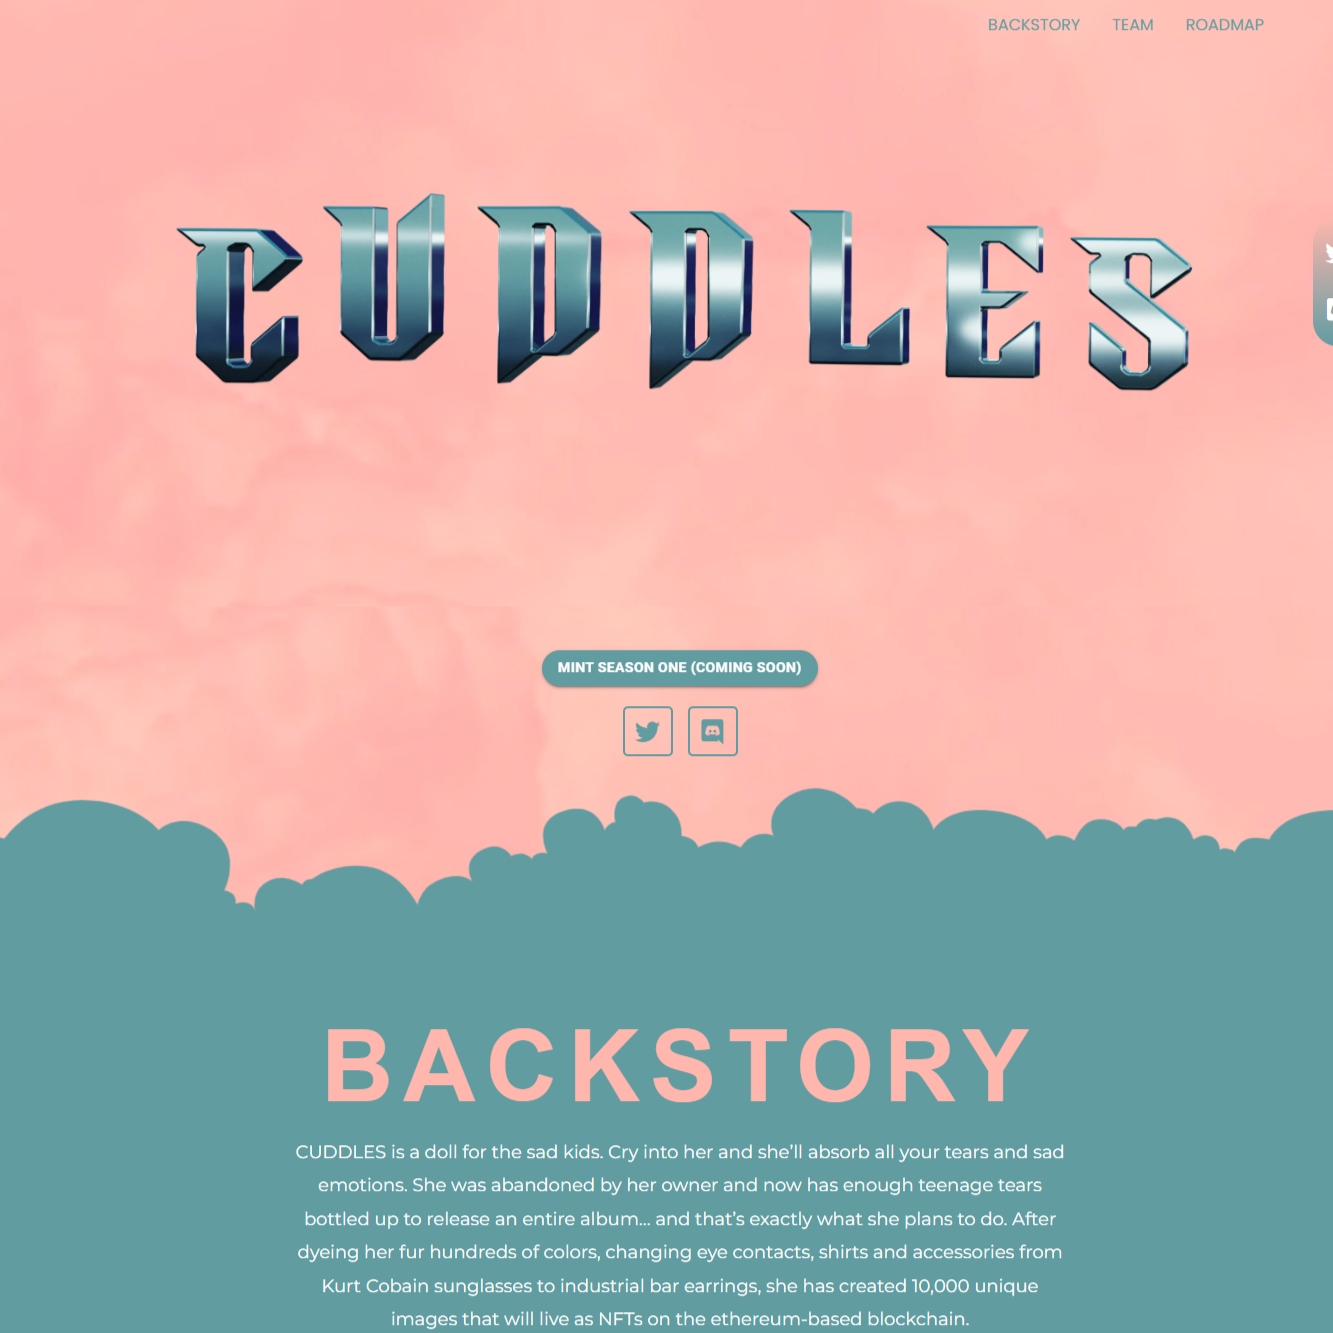 BACKSTORY TEAM ROADMAP
CUDDLES
MINT SEASON ONE (COMING SOON)
BACKSTORY
CUDDLES is a doll for the sad kids. Cry into her and she’ll absorb all your tears and sad
emotions. She was abandoned by her owner and now has enough teenage tears
bottled up to release an entire album… and that’s exactly what she plans to do. After
dyeing her fur hundreds of colors, changing eye contacts, shirts and accessories from
Kurt Cobain sunglasses to industrial bar earrings, she has created 10,000 unique
images that will live as NFTs on the ethereum-based blockchain.